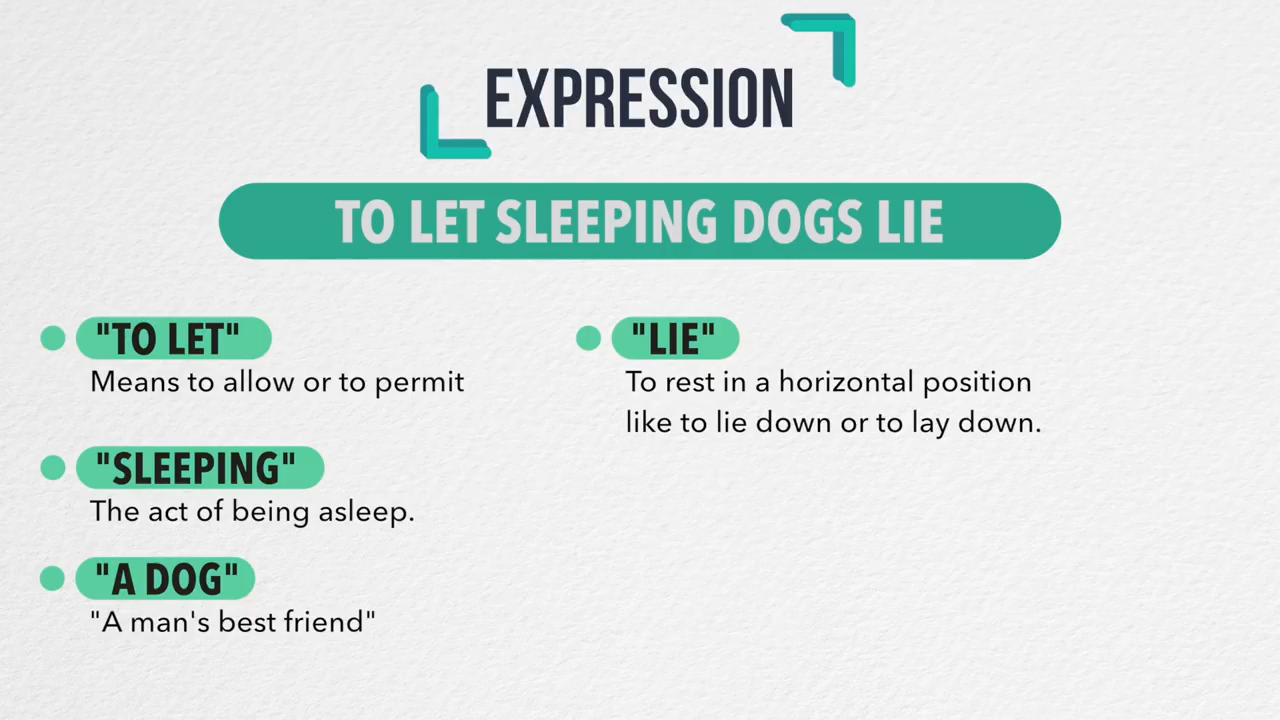 EXPRESSION
TO LET SLEEPING DOGS LIE
"TO LET"
Means to allow or to permit
"SLEEPING"
The act of being asleep.
"A DOG"
"A man's best friend"
"LIE"
To rest in a horizontal position
like to lie down or to lay down.